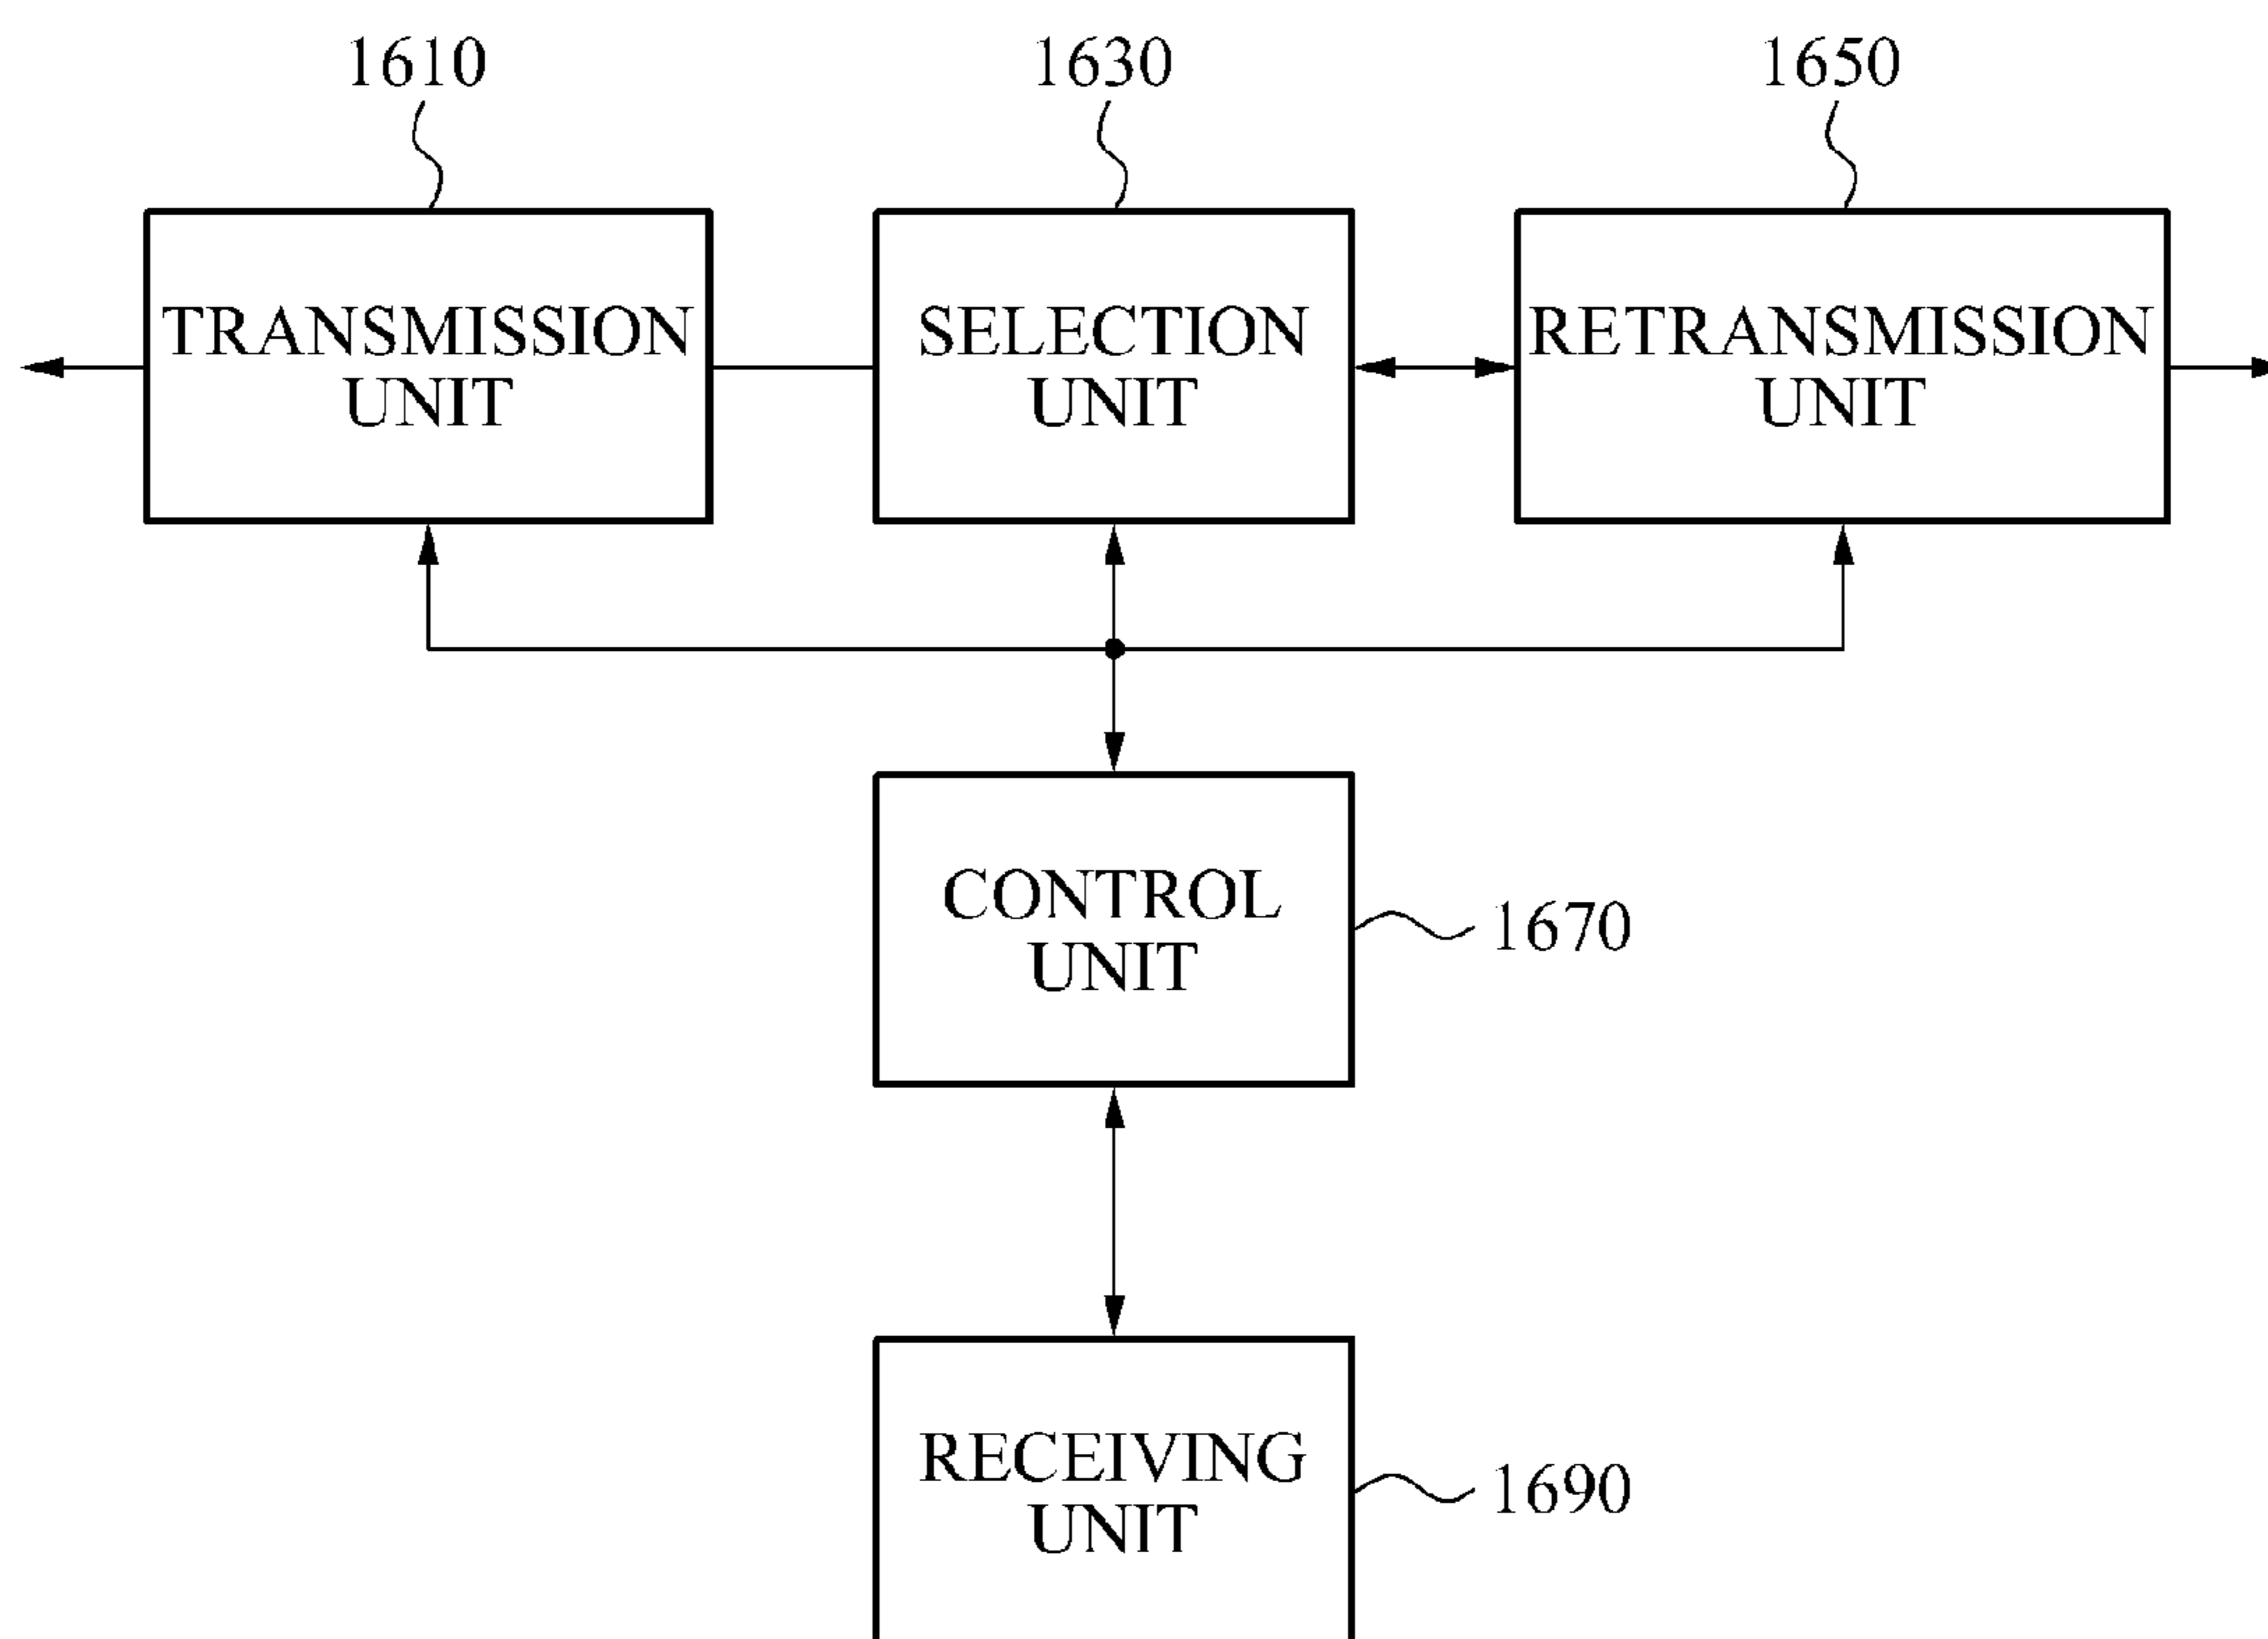 1610
1630
1650
TRANSMISSION
UNIT
SELECTION
UNIT
RETRANSMISSION
UNIT
CONTROL
UNIT
1670
RECEIVING
UNIT
1690